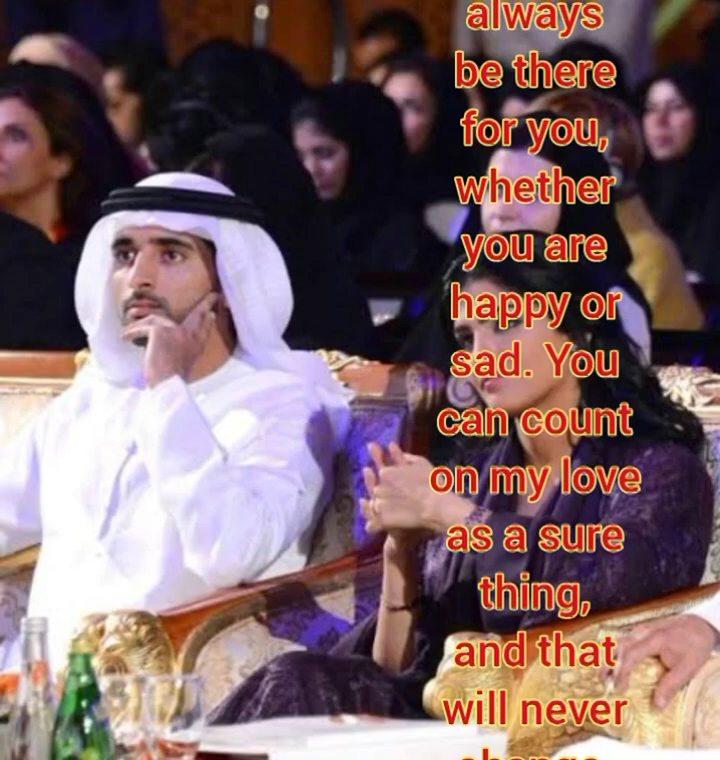 always
be there
for you,
whether
you are
happy or
sad. You
can count
on my love
as a sure
thing,
and that
will never
change.